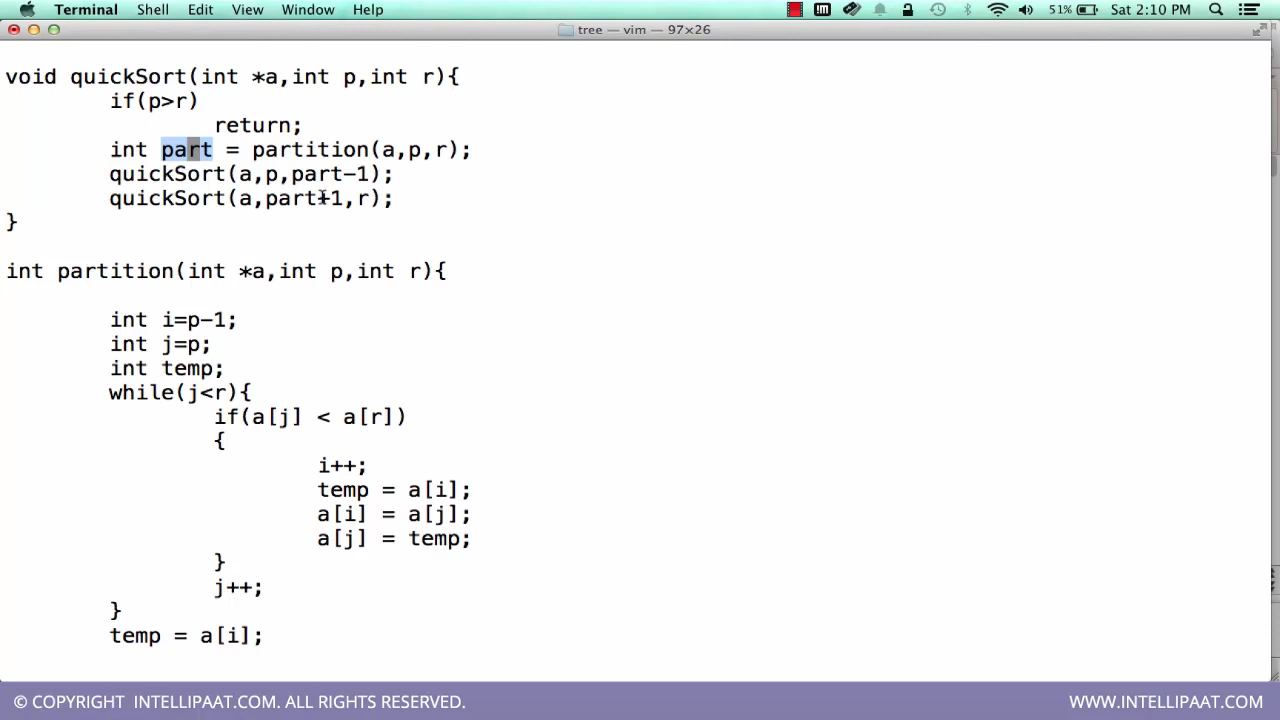 Terminal Shell Edit View Window Help 51% Sat 2:10 PM
tree — vim — 97×26
void quickSort(int *a,int p,int r){
if(p>r)
return;
int part = partition(a,p,r);
quickSort(a,p,part-1);
quickSort(a,part+1,r);
}
int partition(int *a,int p,int r){
int i=p-1;
int j=p;
int temp;
while(j<r){
if(a[j] < a[r])
{
i++;
temp = a[i];
a[i] = a[j];
a[j] = temp;
}
j++;
}
temp = a[i];
© COPYRIGHT INTELLIPAAT.COM. ALL RIGHTS RESERVED. WWW.INTELLIPAAT.COM